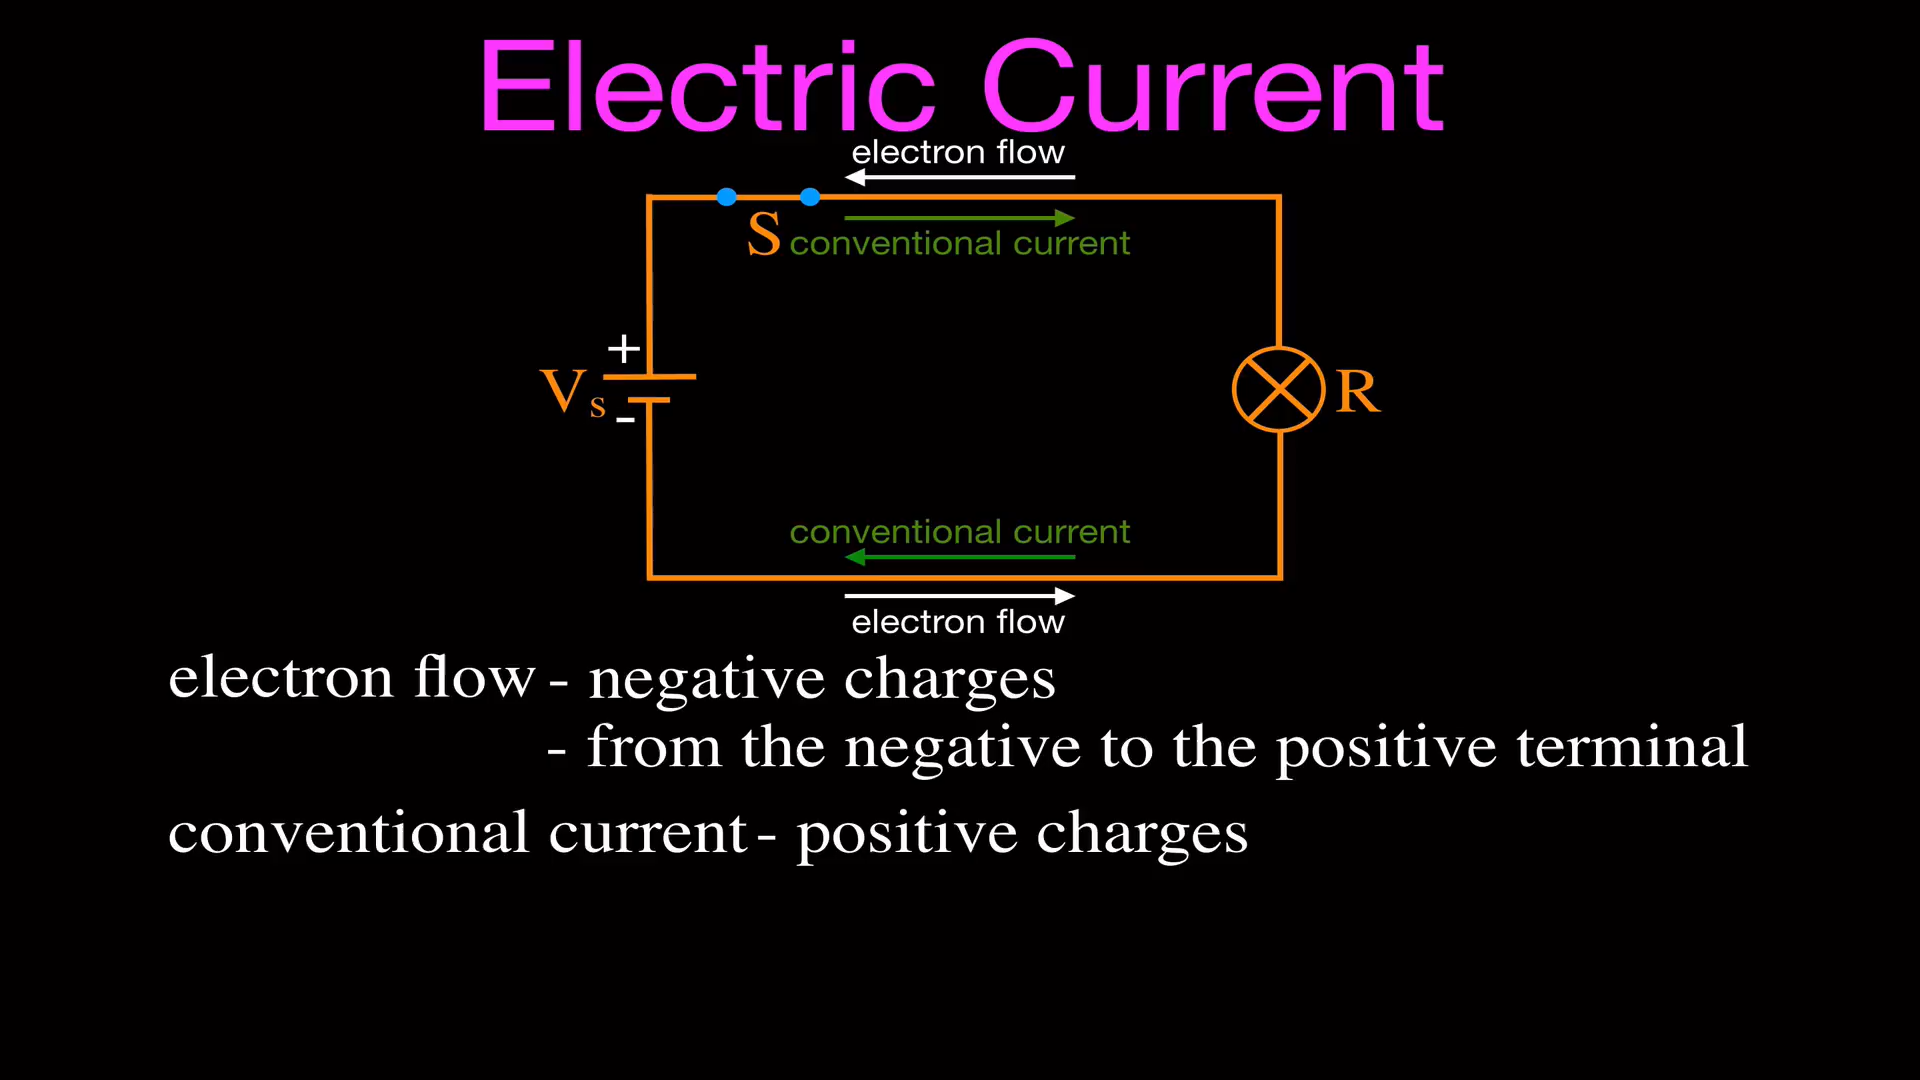 Electric Current
electron flow
S
conventional current
+
Vs
-
R
conventional current
electron flow
electron flow - negative charges
- from the negative to the positive terminal
conventional current - positive charges